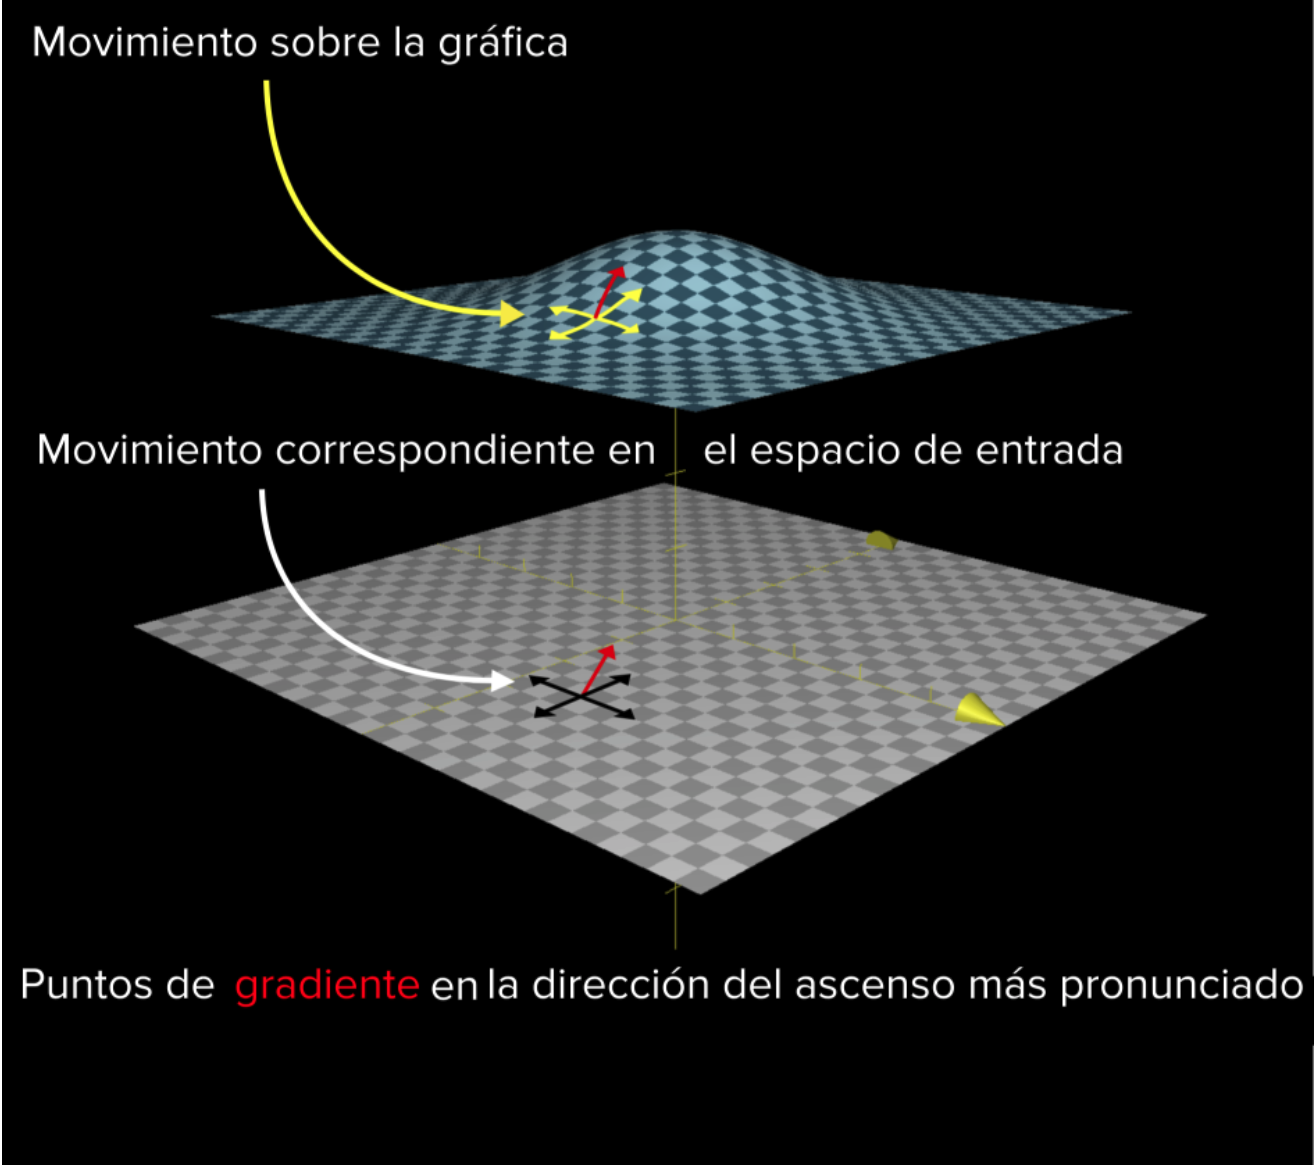 Movimiento sobre la gráfica
Movimiento correspondiente en el espacio de entrada
Puntos de gradiente en la dirección del ascenso más pronunciado